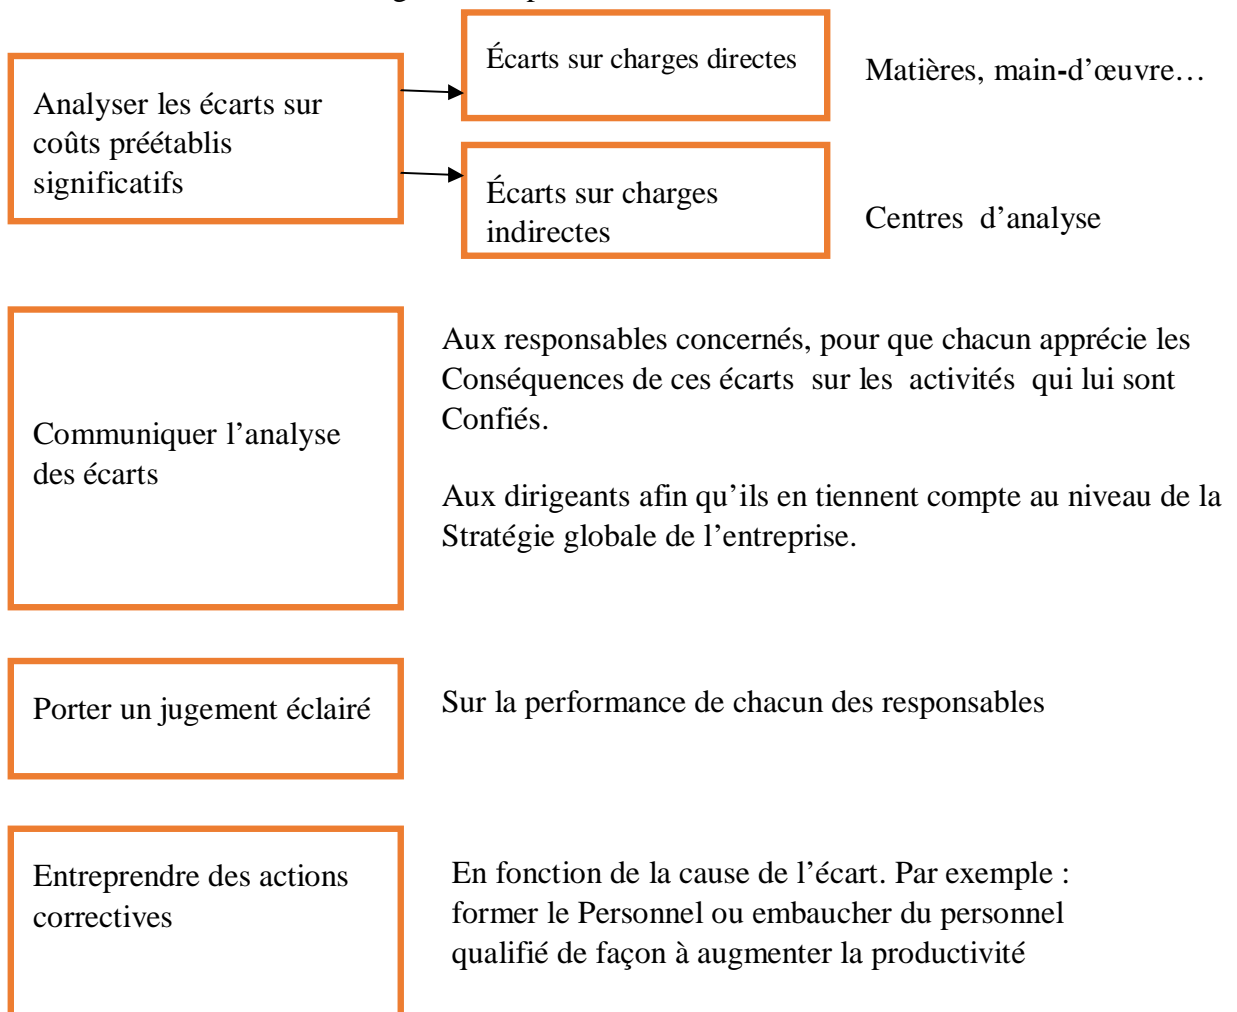 Analyser les écarts sur
coûts préétablis
significatifs
Écarts sur charges directes
Matières, main-d’œuvre…
Écarts sur charges
indirectes
Centres d’analyse
Communiquer l’analyse
des écarts
Aux responsables concernés, pour que chacun apprécie les
Conséquences de ces écarts sur les activités qui lui sont
Confiés.
Aux dirigeants afin qu’ils en tiennent compte au niveau de la
Stratégie globale de l’entreprise.
Porter un jugement éclairé
Sur la performance de chacun des responsables
Entreprendre des actions
correctives
En fonction de la cause de l’écart. Par exemple :
former le Personnel ou embaucher du personnel
qualifié de façon à augmenter la productivité